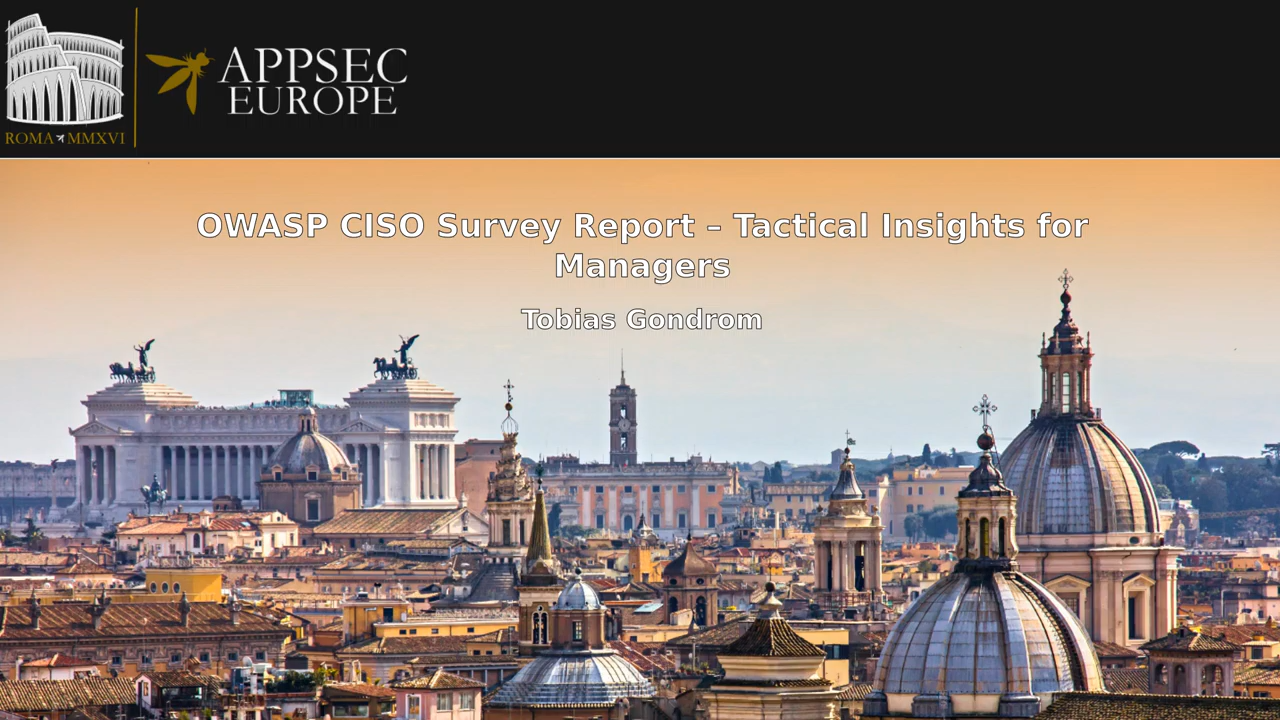 APPSEC
EUROPE
ROMA MMXVI
OWASP CISO Survey Report – Tactical Insights for
Managers
Tobias Gondrom